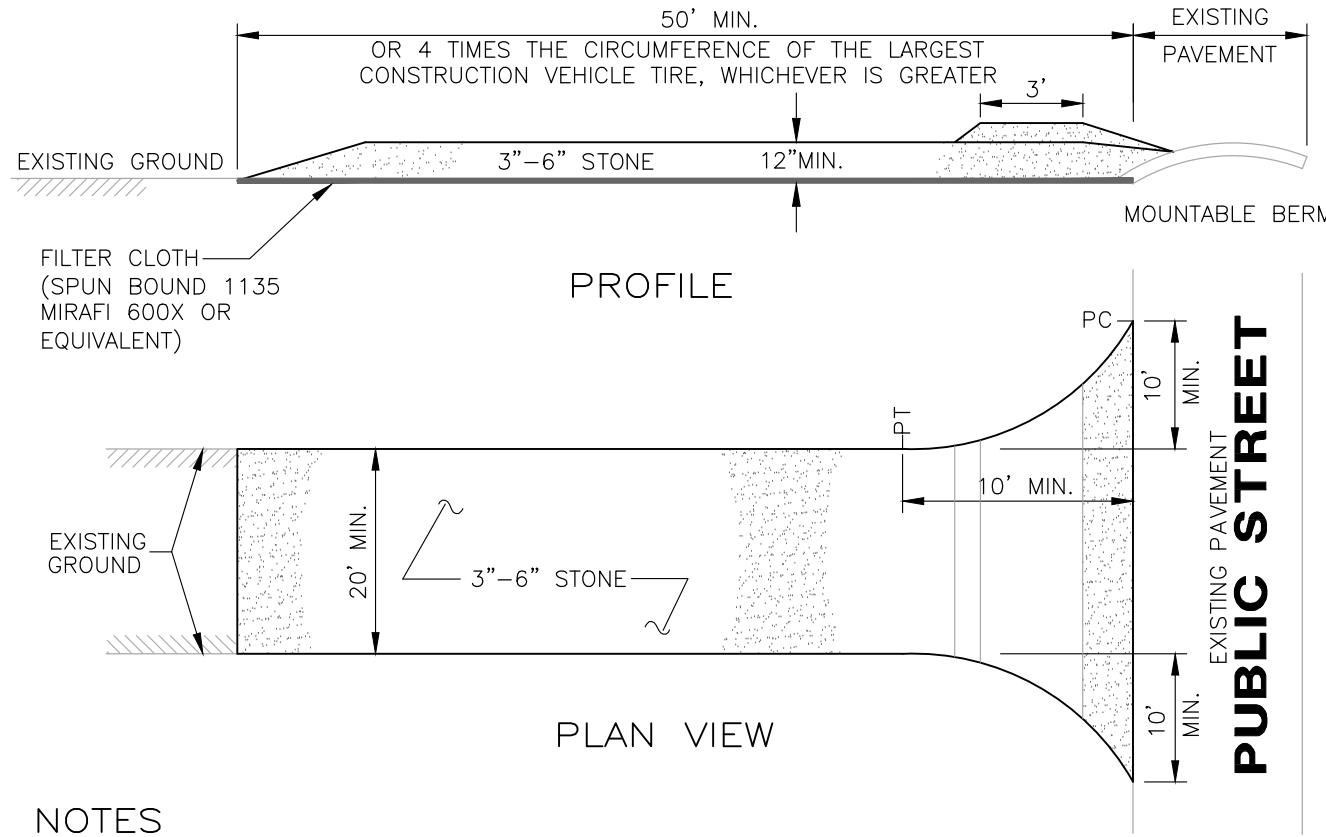 50' MIN.
OR 4 TIMES THE CIRCUMFERENCE OF THE LARGEST
CONSTRUCTION VEHICLE TIRE, WHICHEVER IS GREATER
EXISTING
PAVEMENT
3'
EXISTING GROUND
3"-6" STONE
12"MIN.
MOUNTABLE BERM
FILTER CLOTH
(SPUN BOUND 1135
MIRAFI 600X OR
EQUIVALENT)
PROFILE
PC
10'
MIN.
PT
10' MIN.
EXISTING
GROUND
20' MIN.
3"-6" STONE
EXISTING PAVEMENT
PUBLIC STREET
10'
MIN.
PLAN VIEW
NOTES